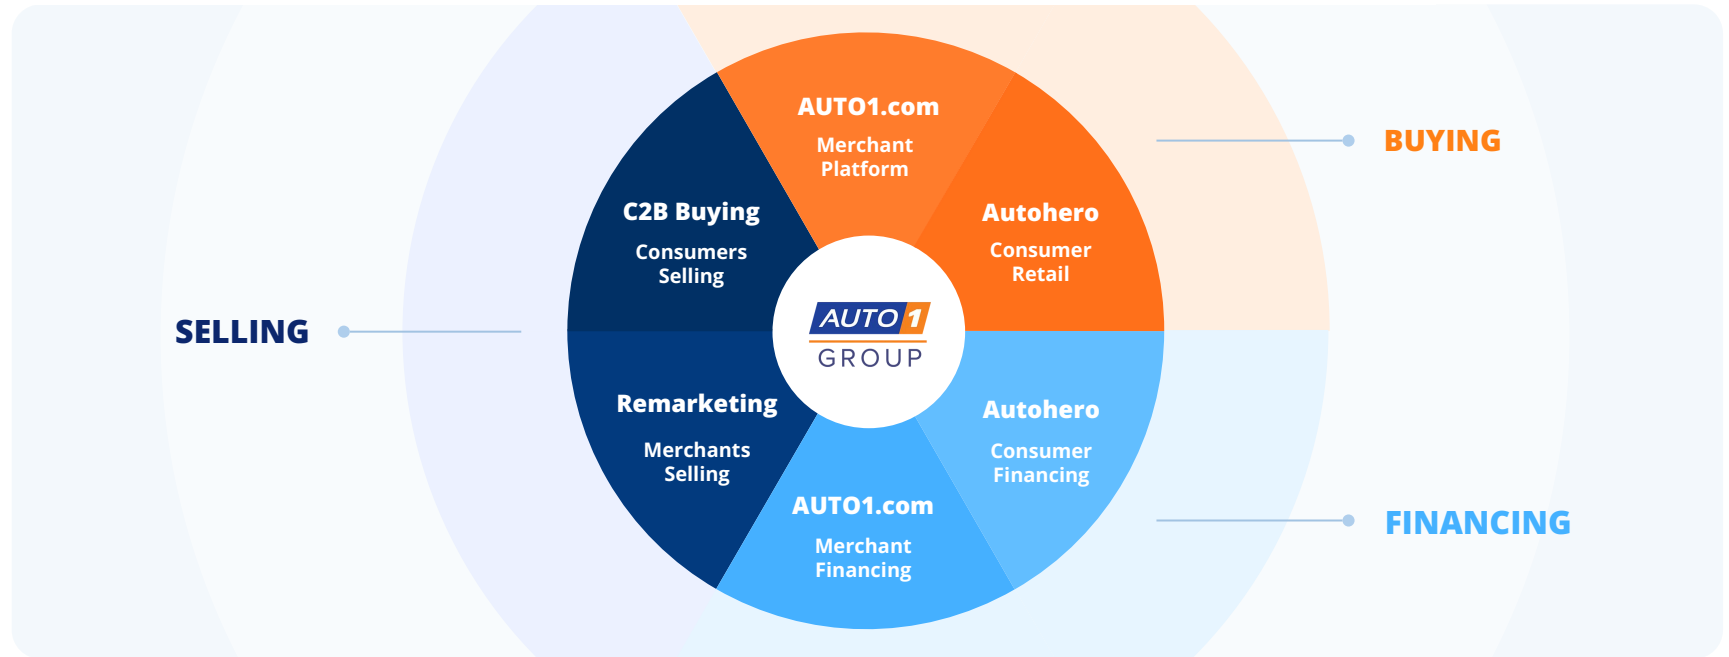 AUTO1.com
Merchant
Platform
BUYING
C2B Buying
Consumers
Selling
Autohero
Consumer
Retail
SELLING
AUTO1
GROUP
Remarketing
Merchants
Selling
Autohero
Consumer
Financing
AUTO1.com
Merchant
Financing
FINANCING